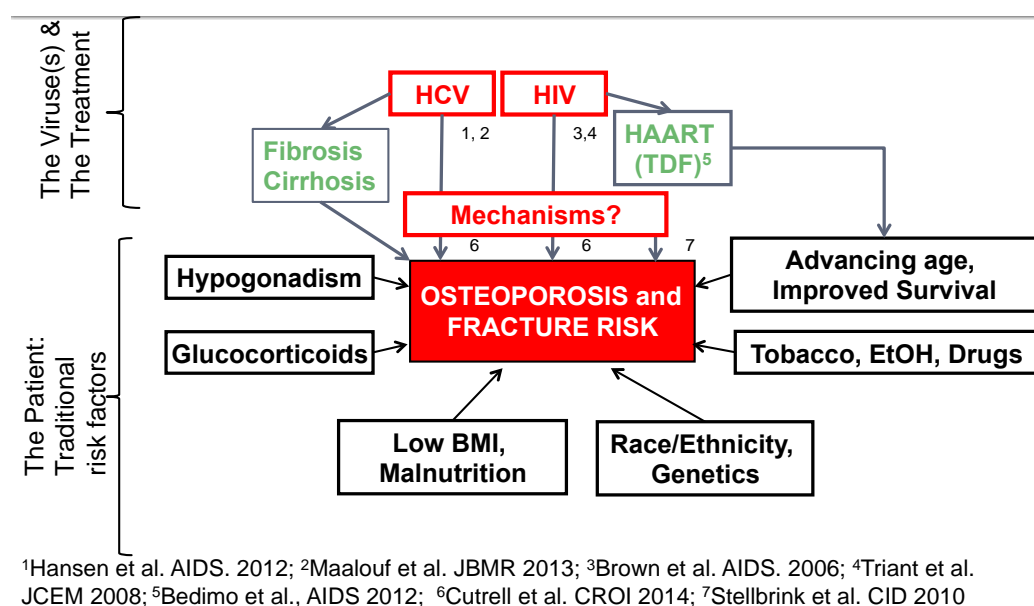 The Viruse(s) &
The Treatment
HCV
HIV
1, 2
3,4
Fibrosis
Cirrhosis
HAART
(TDF)⁵
Mechanisms?
6
6
7
The Patient:
Traditional
risk factors
Hypogonadism
OSTEOPOROSIS and
FRACTURE RISK
Advancing age,
Improved Survival
Glucocorticoids
Tobacco, EtOH, Drugs
Low BMI,
Malnutrition
Race/Ethnicity,
Genetics
¹Hansen et al. AIDS. 2012; ²Maalouf et al. JBMR 2013; ³Brown et al. AIDS. 2006; ⁴Triant et al.
JCEM 2008; ⁵Bedimo et al., AIDS 2012; ⁶Cutrell et al. CROI 2014; ⁷Stellbrink et al. CID 2010